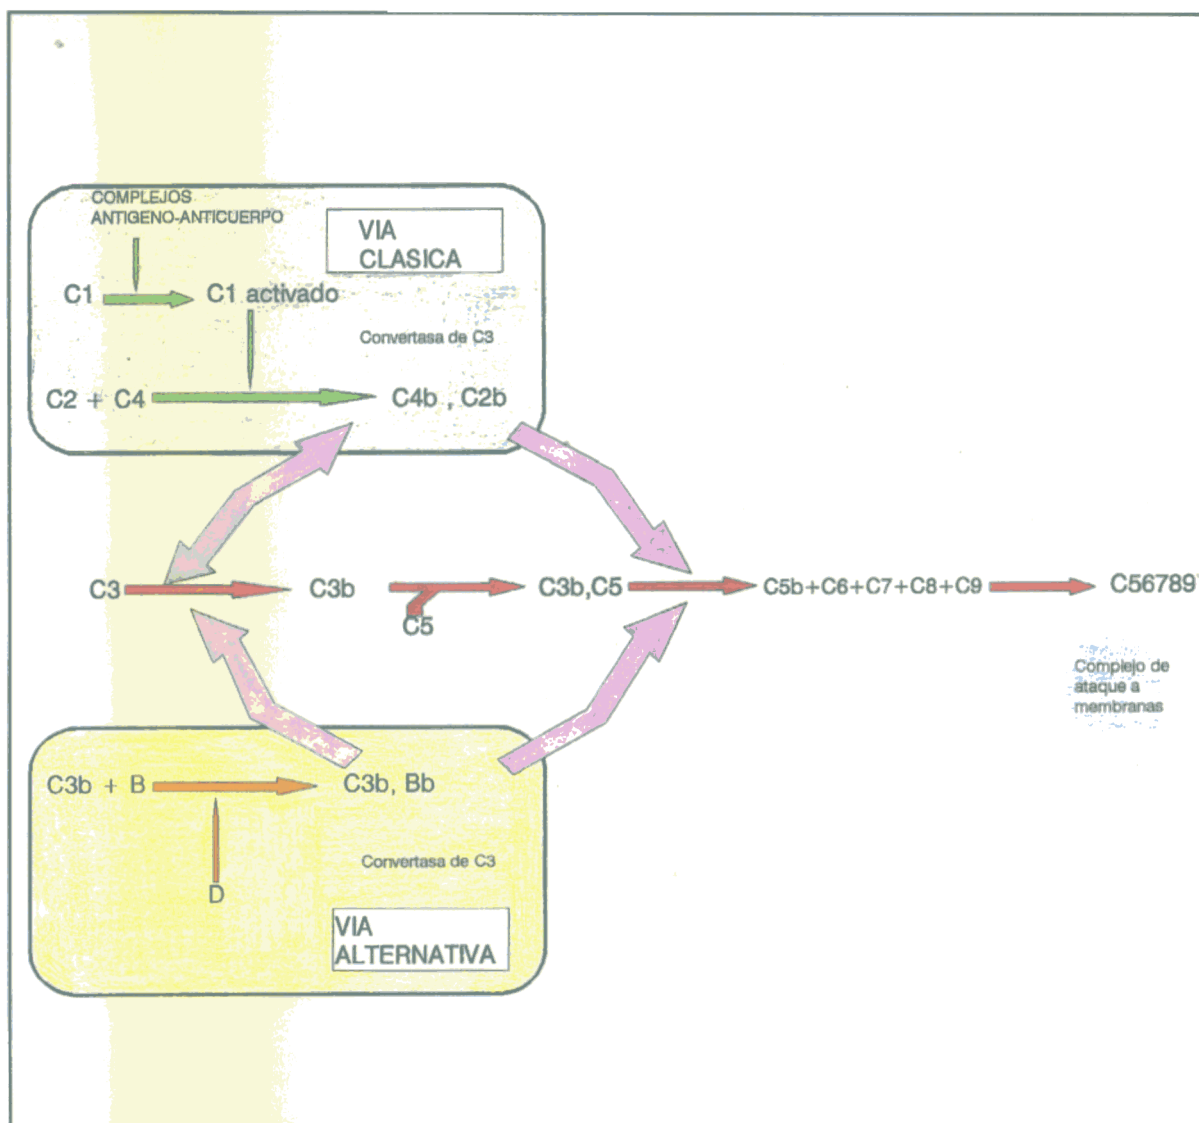 COMPLEJOS
ANTIGENO-ANTICUERPO
VIA
CLASICA
C1
C1 activado
Convertasa de C3
C2 + C4
C4b , C2b
C3
C3b
C5
C3b,C5
C5b+C6+C7+C8+C9
C56789
Complejo de
ataque a
membranas
C3b + B
C3b, Bb
Convertasa de C3
D
VIA
ALTERNATIVA